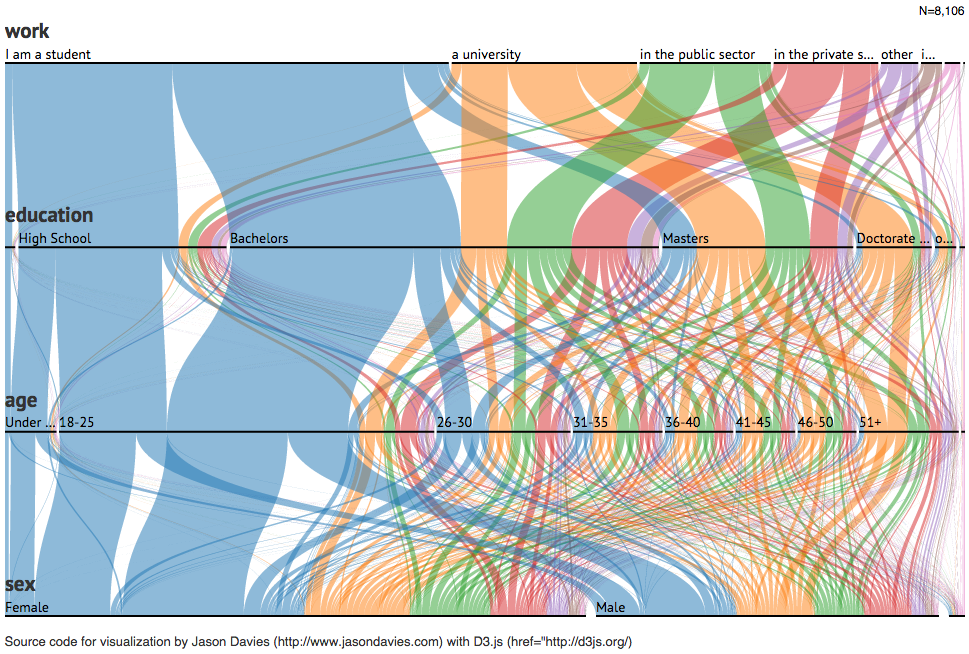 N=8,106
work
I am a student a university in the public sector in the private s... other i...
education
High School Bachelors Masters Doctorate ... o...
age
Under ... 18-25 26-30 31-35 36-40 41-45 46-50 51+
sex
Female Male
Source code for visualization by Jason Davies (http://www.jasondavies.com) with D3.js (href="http://d3js.org/)